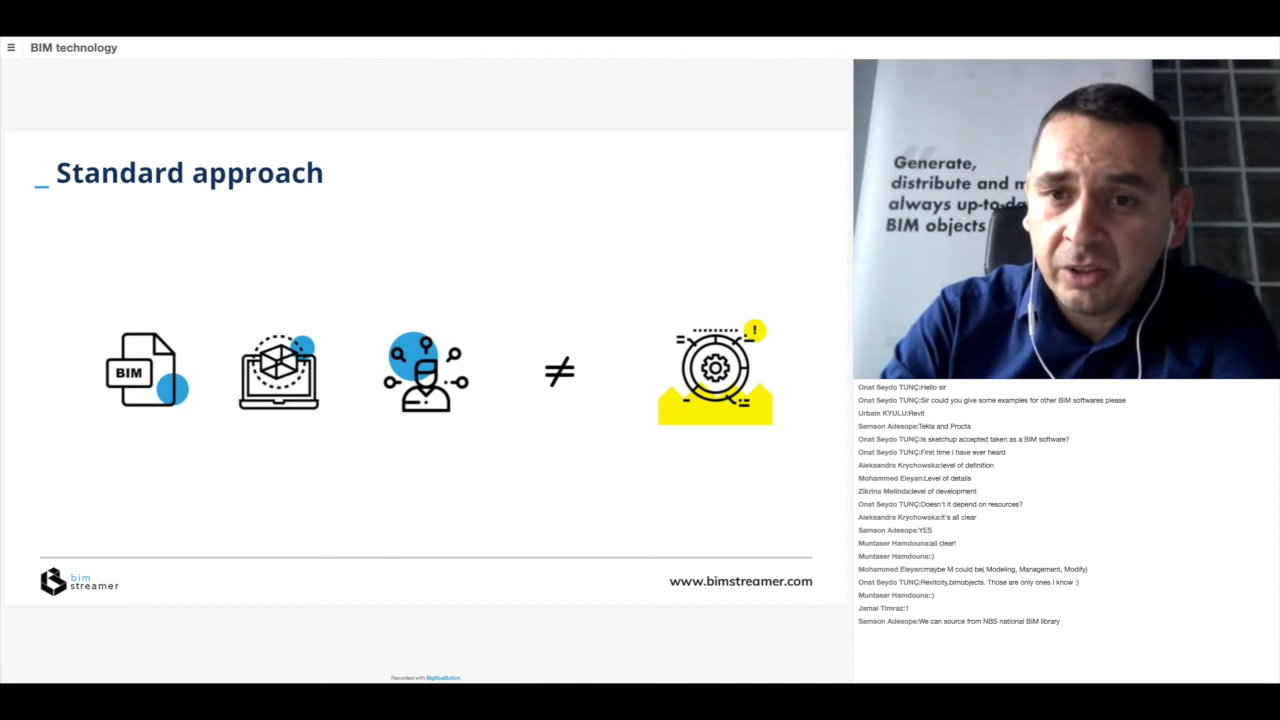 ☰ BIM technology
_ Standard approach
BIM
≠
!
bim
streamer
www.bimstreamer.com
Recorded with BigBlueButton.
“
Generate,
distribute and m
always up-to-da
BIM objects
Onat Seydo TUNÇ:Hello sir
Onat Seydo TUNÇ:Sir could you give some examples for other BIM softwares please
Urbain KYULU:Revit
Samson Adesope:Tekla and Procta
Onat Seydo TUNÇ:Is sketchup accepted taken as a BIM software?
Onat Seydo TUNÇ:First time I have ever heard
Aleksandra Krychowska:level of definition
Mohammed Eleyan:Level of details
Zikrina Melinda:level of development
Onat Seydo TUNÇ:Doesn't it depend on resources?
Aleksandra Krychowska:it's all clear
Samson Adesope:YES
Muntaser Hamdouna:all clear!
Muntaser Hamdouna::)
Mohammed Eleyan:maybe M could be( Modeling, Management, Modify)
Onat Seydo TUNÇ:Revitcity,bimobjects. Those are only ones I know :)
Muntaser Hamdouna::)
Jamal Timraz:1
Samson Adesope:We can source from NBS national BIM library